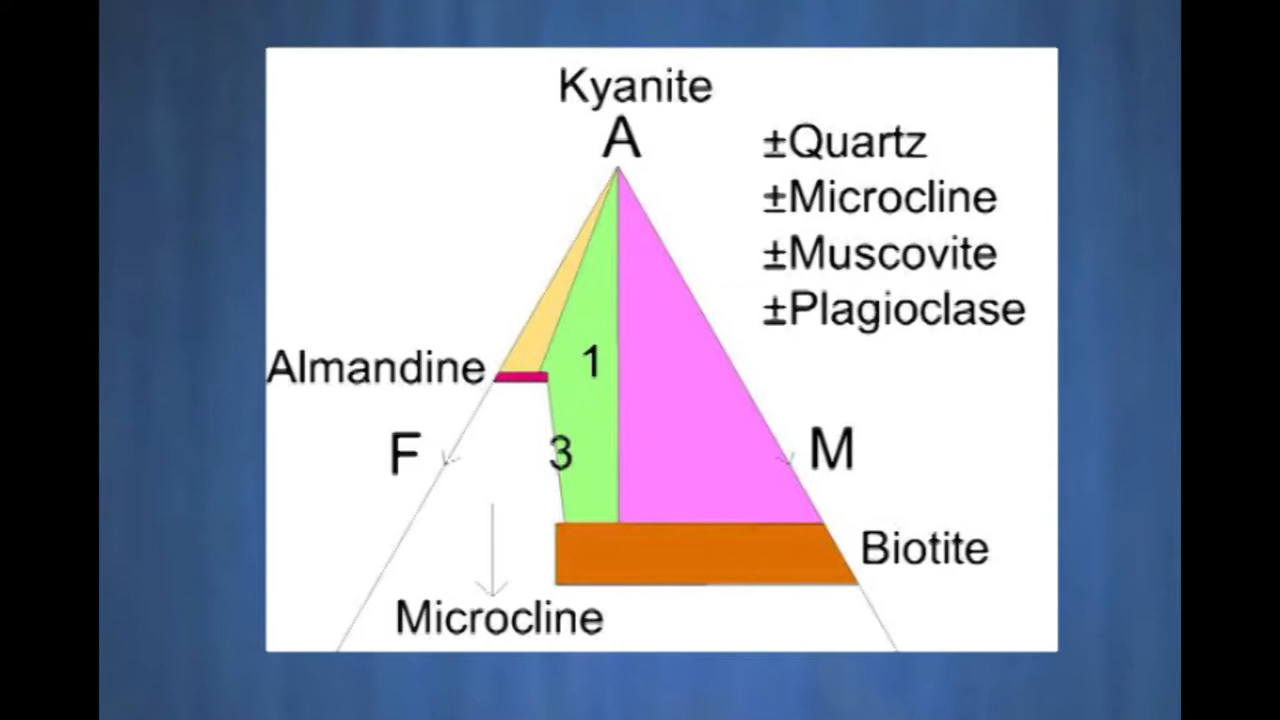 Kyanite
A
±Quartz
±Microcline
±Muscovite
±Plagioclase
1
Almandine
F
3
M
Biotite
Microcline